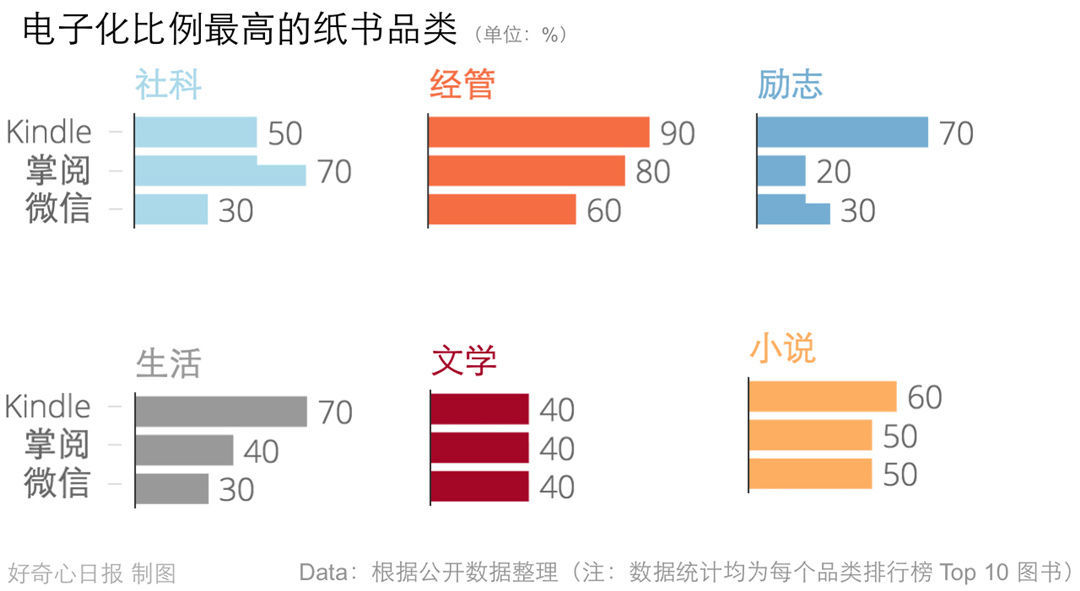 电子化比例最高的纸书品类 (单位:%)
社科 经管 励志
Kindle 50 90 70
掌阅 70 80 20
微信 30 60 30
生活 文学 小说
Kindle 70 40 60
掌阅 40 40 50
微信 30 40 50
好奇心日报 制图 Data:根据公开数据整理(注:数据统计均为每个品类排行榜 Top 10 图书)